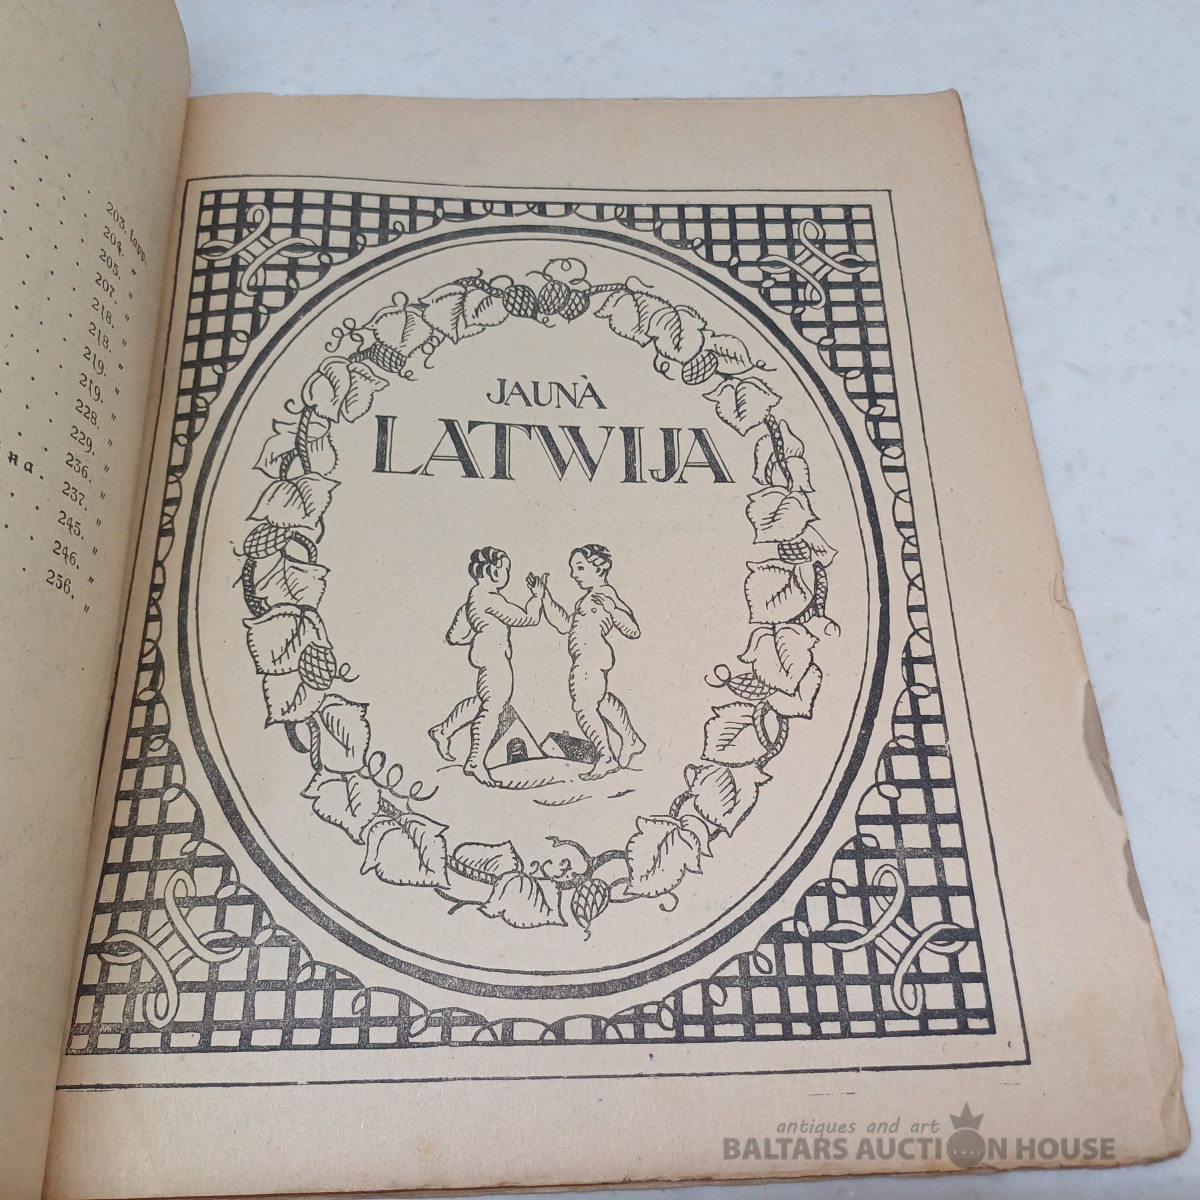 203. lapp.
204. "
205. "
207. "
218. "
218. "
219. "
219. "
228. "
229. "
236. "
237. "
245. "
246. "
256. "
JAUNÀ
LATWIJA
antiques and art
BALTARS AUCTION HOUSE